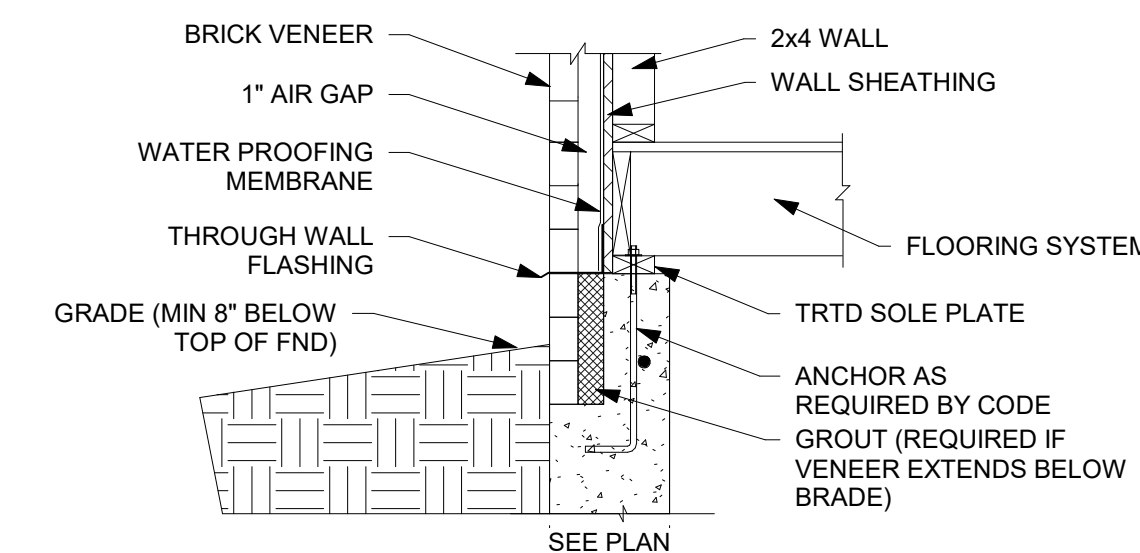 BRICK VENEER
1" AIR GAP
WATER PROOFING
MEMBRANE
THROUGH WALL
FLASHING
GRADE (MIN 8" BELOW
TOP OF FND)
2x4 WALL
WALL SHEATHING
FLOORING SYSTEM
TRTD SOLE PLATE
ANCHOR AS
REQUIRED BY CODE
GROUT (REQUIRED IF
VENEER EXTENDS BELOW
BRADE)
SEE PLAN